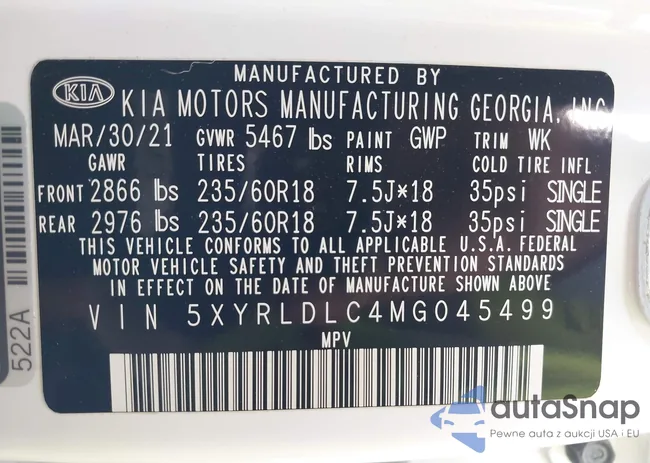 MANUFACTURED BY
KIA KIA MOTORS MANUFACTURING GEORGIA, INC
MAR/30/21 GVWR 5467 lbs PAINT GWP TRIM WK
GAWR TIRES RIMS COLD TIRE INFL
FRONT 2866 lbs 235/60R18 7.5J*18 35psi SINGLE
REAR 2976 lbs 235/60R18 7.5J*18 35psi SINGLE
THIS VEHICLE CONFORMS TO ALL APPLICABLE U.S.A. FEDERAL
MOTOR VEHICLE SAFETY AND THEFT PREVENTION STANDARDS
IN EFFECT ON THE DATE OF MANUFACTURE SHOWN ABOVE
VIN 5XYRLDLC4MG045499
MPV
522A
autaSnap
Pewne auta z aukcji USA i EU